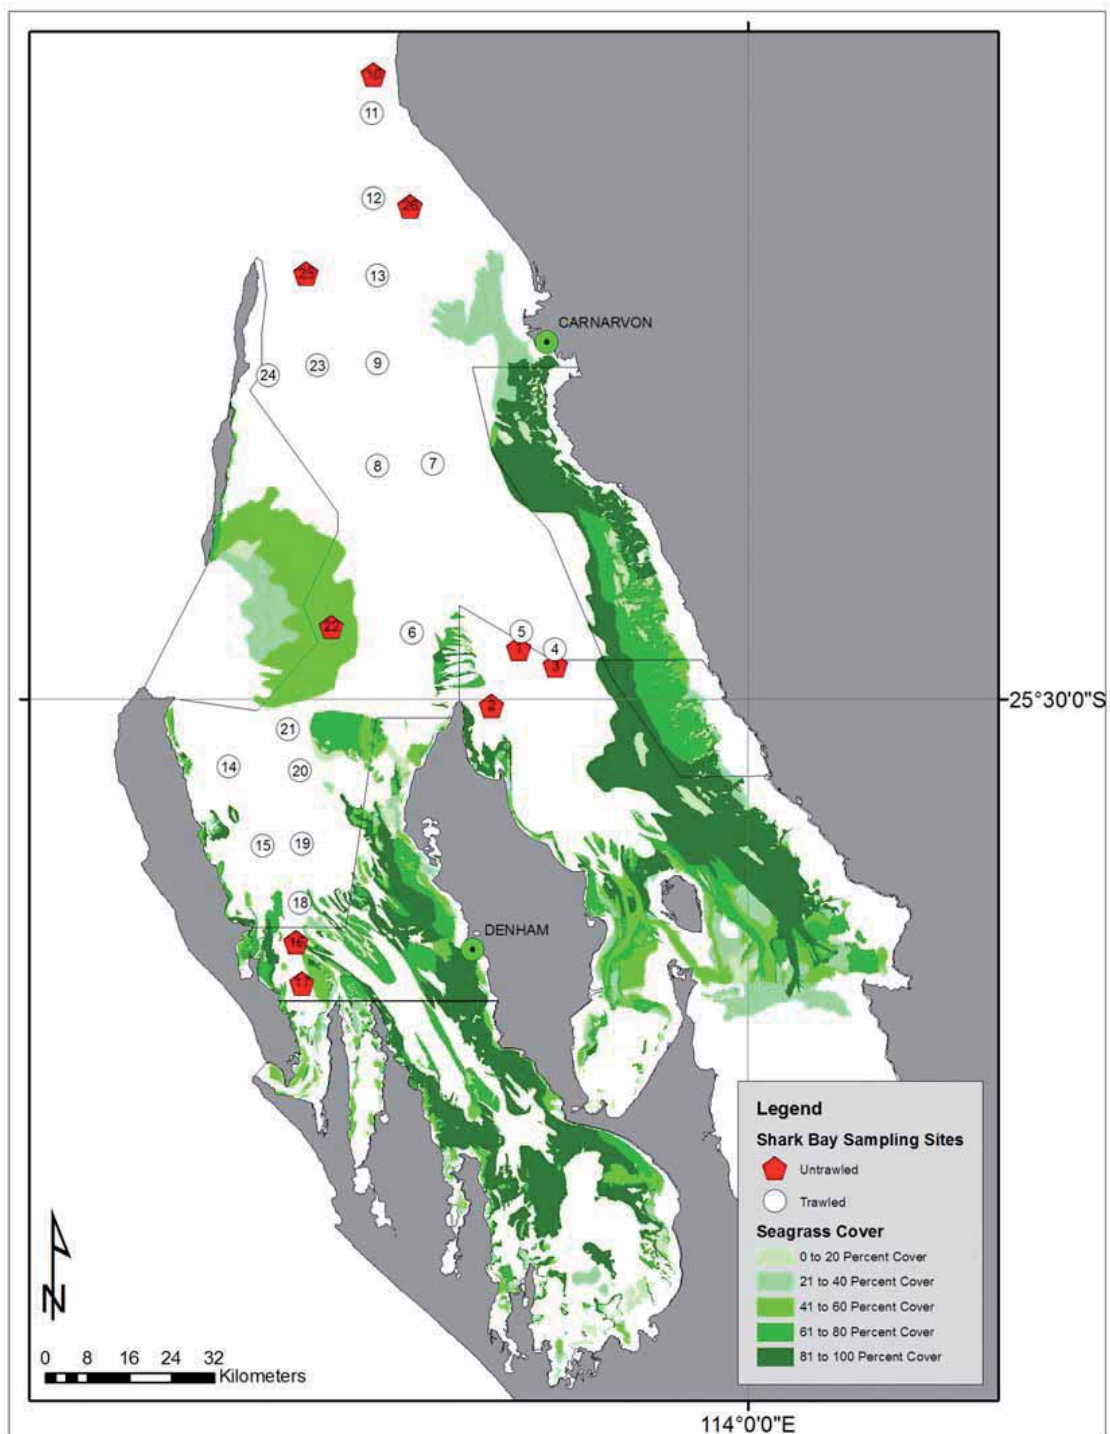 10
11
12
26
25
13
CARNARVON
24
23
9
8
7
22
6
5
1
4
3
2
25°30'0"S
21
14
20
15
19
18
16
DENHAM
17
Legend
Shark Bay Sampling Sites
Untrawled
Trawled
Seagrass Cover
0 to 20 Percent Cover
21 to 40 Percent Cover
41 to 60 Percent Cover
61 to 80 Percent Cover
81 to 100 Percent Cover
N
0 8 16 24 32
Kilometers
114°0'0"E